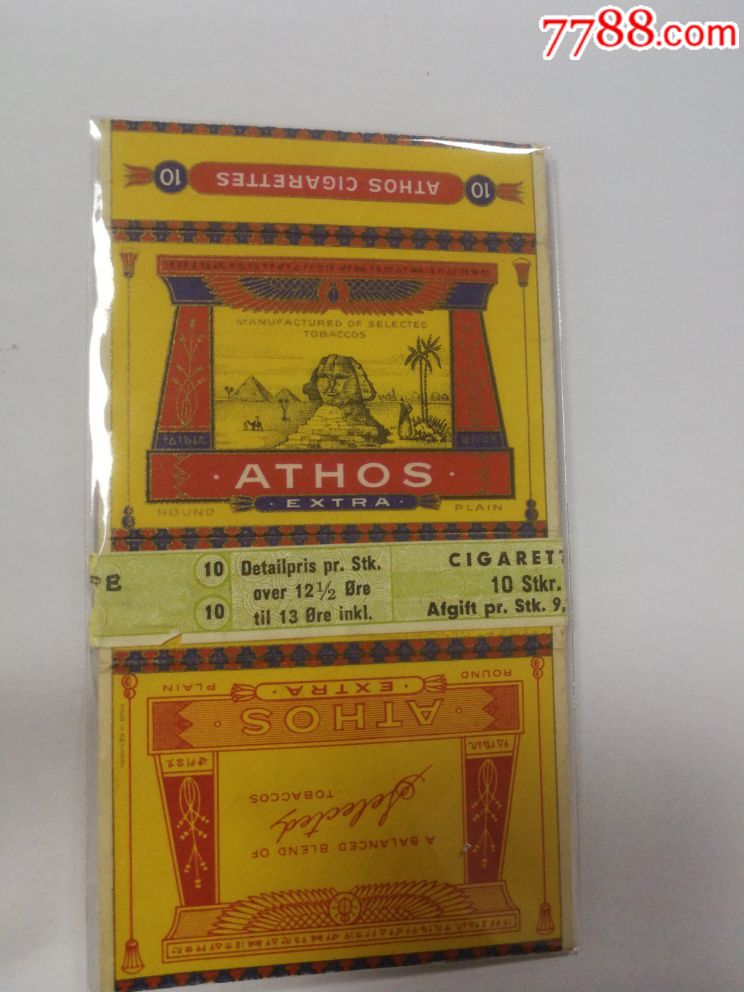 7788.com
10 ATHOS CIGARETTES 10
MANUFACTURED OF SELECTED
TOBACCOS
· ATHOS ·
· EXTRA ·
ROUND
PLAIN
10 Detailpris pr. Stk.
over 12½ Øre
10 til 13 Øre inkl.
CIGARETT
10 Stkr.
Afgift pr. Stk. 9,
ROUND
PLAIN
· EXTRA ·
· ATHOS ·
A BALANCED BLEND OF
Selected
TOBACCOS